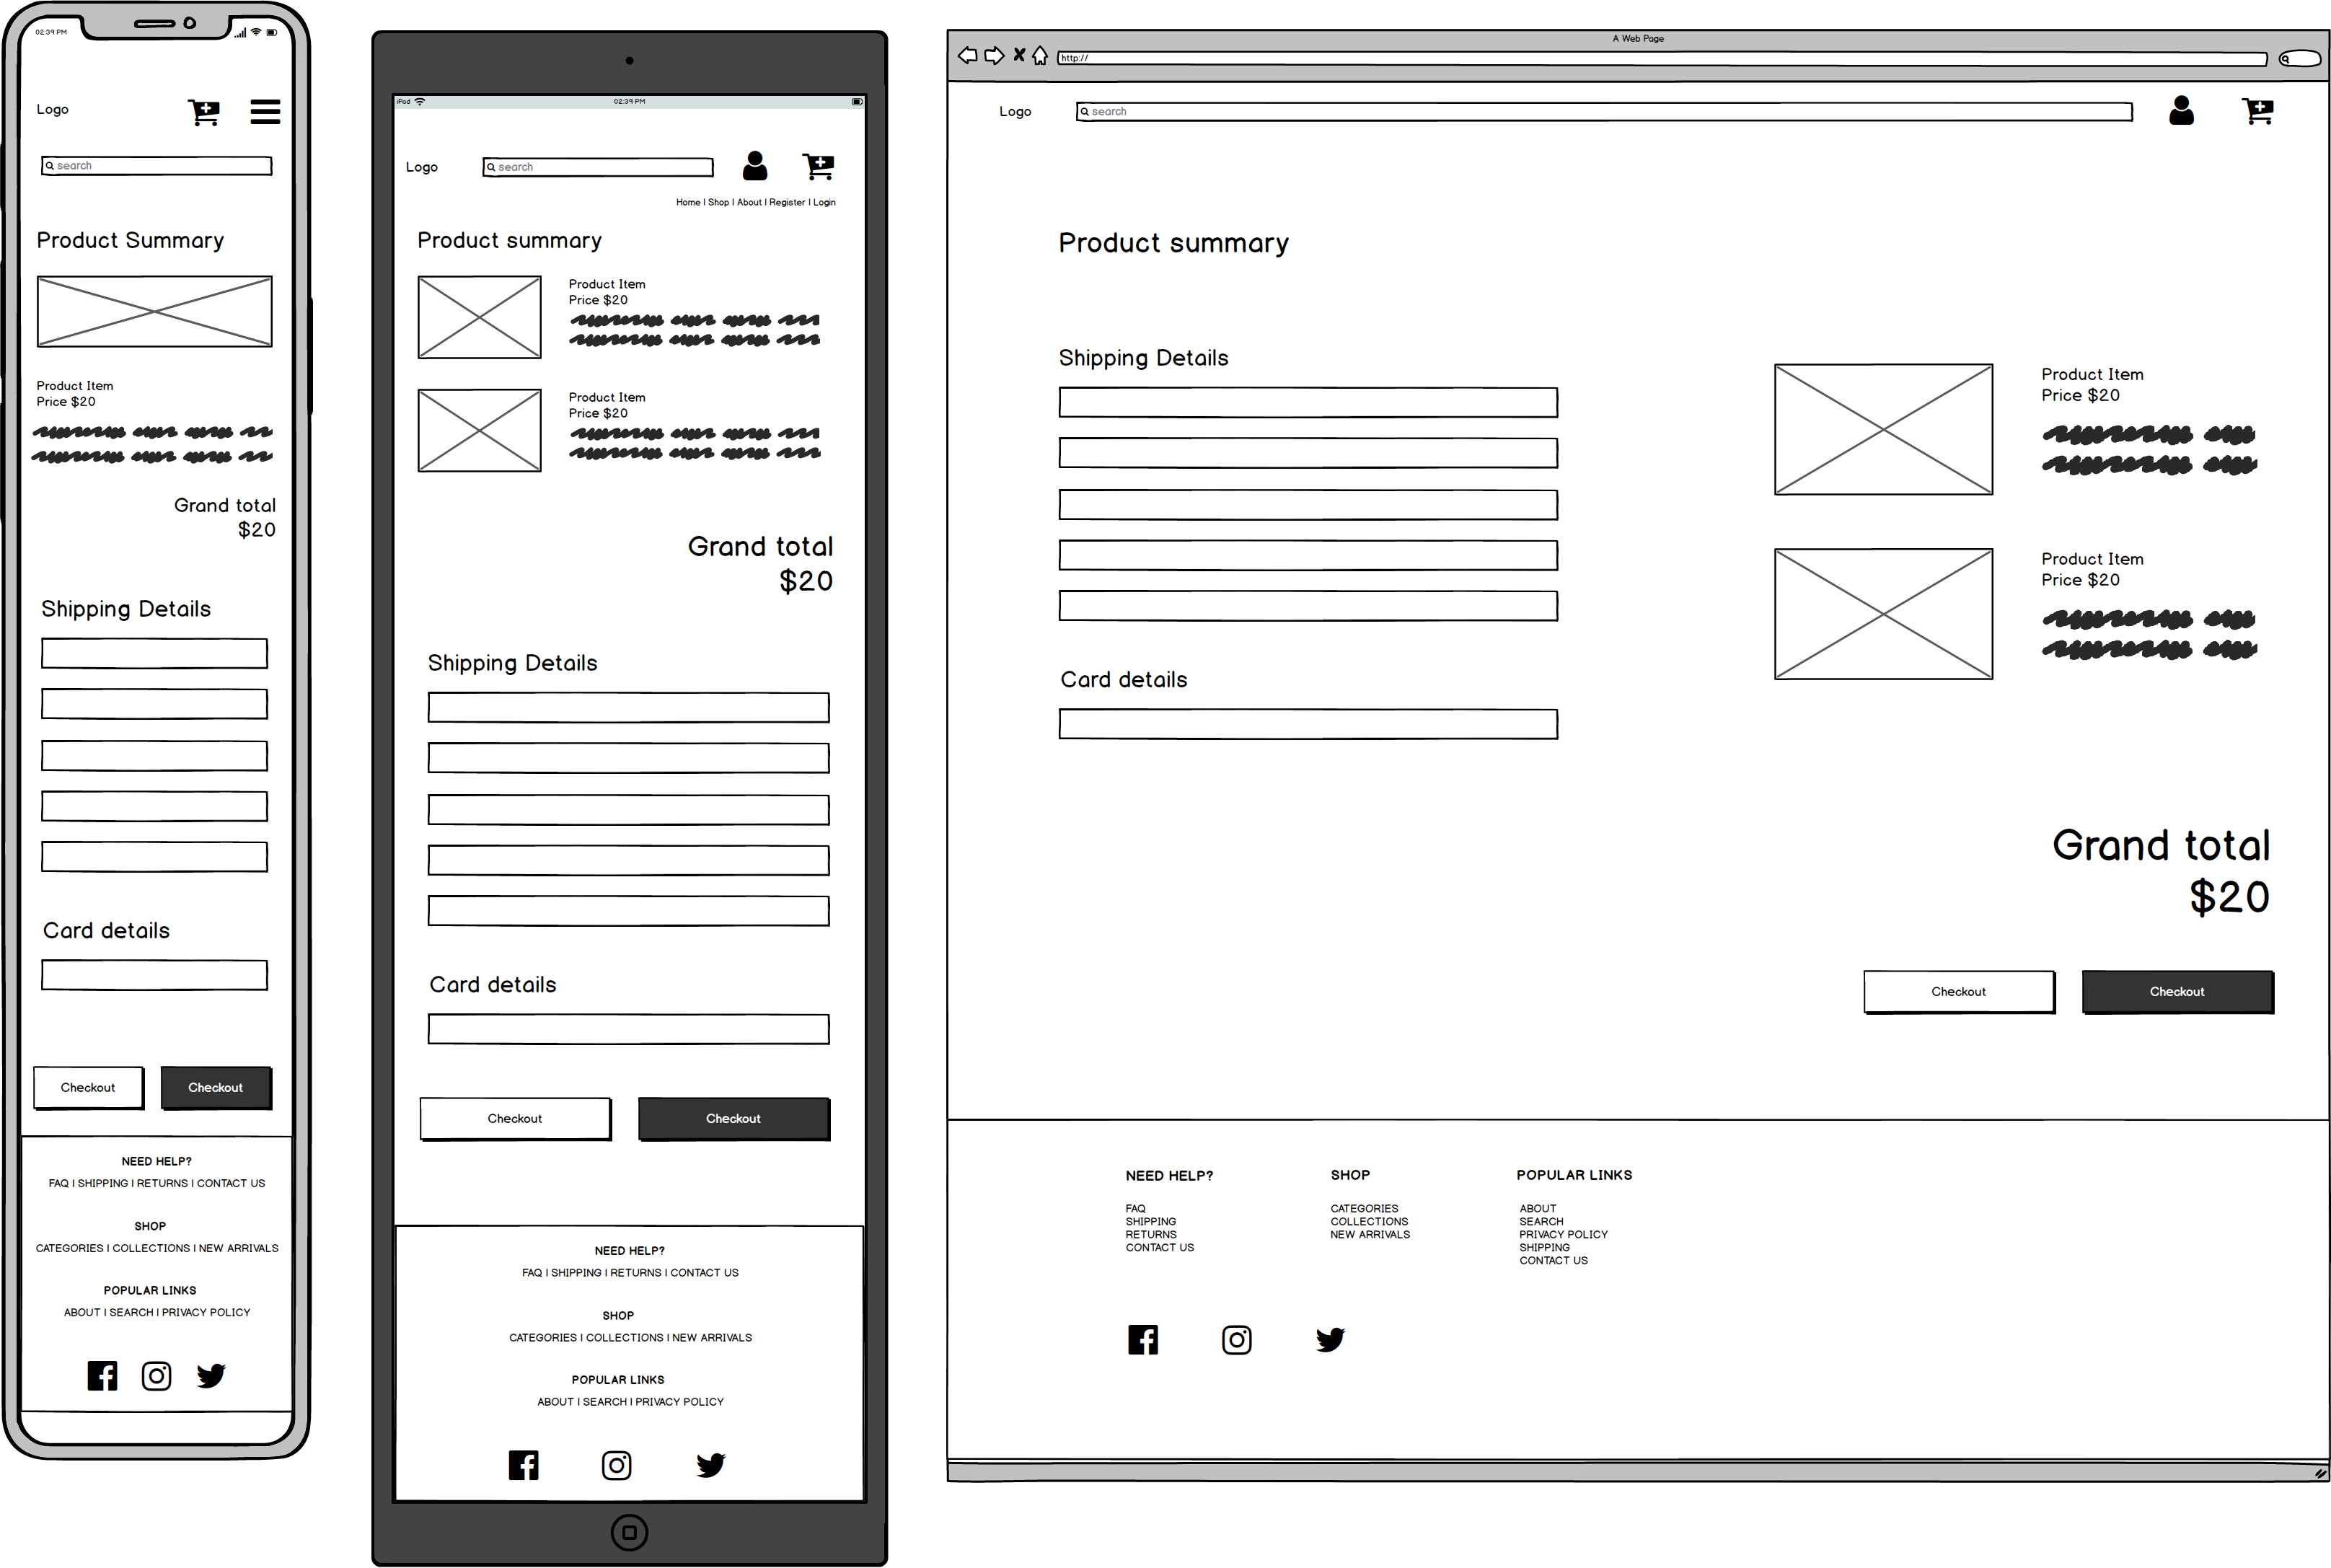 02:39 PM
Logo
search
Product Summary
Product Item
Price $20
Grand total
$20
Shipping Details
Card details
Checkout
Checkout
NEED HELP?
FAQ | SHIPPING | RETURNS | CONTACT US
SHOP
CATEGORIES | COLLECTIONS | NEW ARRIVALS
POPULAR LINKS
ABOUT | SEARCH | PRIVACY POLICY
iPod
02:39 PM
Logo
search
Home | Shop | About | Register | Login
Product summary
Product Item
Price $20
Product Item
Price $20
Grand total
$20
Shipping Details
Card details
Checkout
Checkout
NEED HELP?
FAQ | SHIPPING | RETURNS | CONTACT US
SHOP
CATEGORIES | COLLECTIONS | NEW ARRIVALS
POPULAR LINKS
ABOUT | SEARCH | PRIVACY POLICY
A Web Page
http://
Logo
search
Product summary
Shipping Details
Card details
Product Item
Price $20
Product Item
Price $20
Grand total
$20
Checkout
Checkout
NEED HELP?
FAQ
SHIPPING
RETURNS
CONTACT US
SHOP
CATEGORIES
COLLECTIONS
NEW ARRIVALS
POPULAR LINKS
ABOUT
SEARCH
PRIVACY POLICY
SHIPPING
CONTACT US